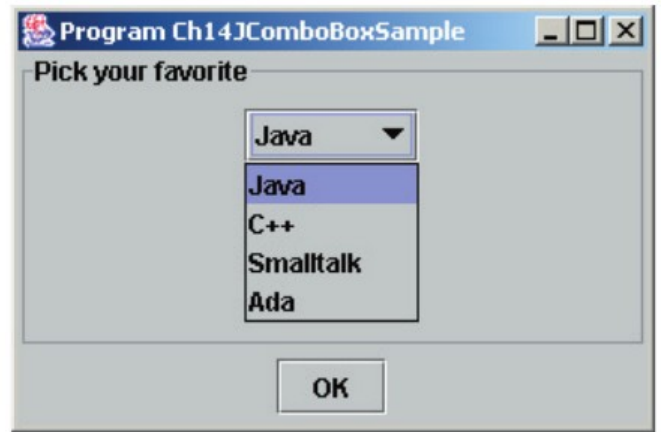 Program Ch14JComboBoxSample
Pick your favorite
Java
Java
C++
Smalltalk
Ada
OK